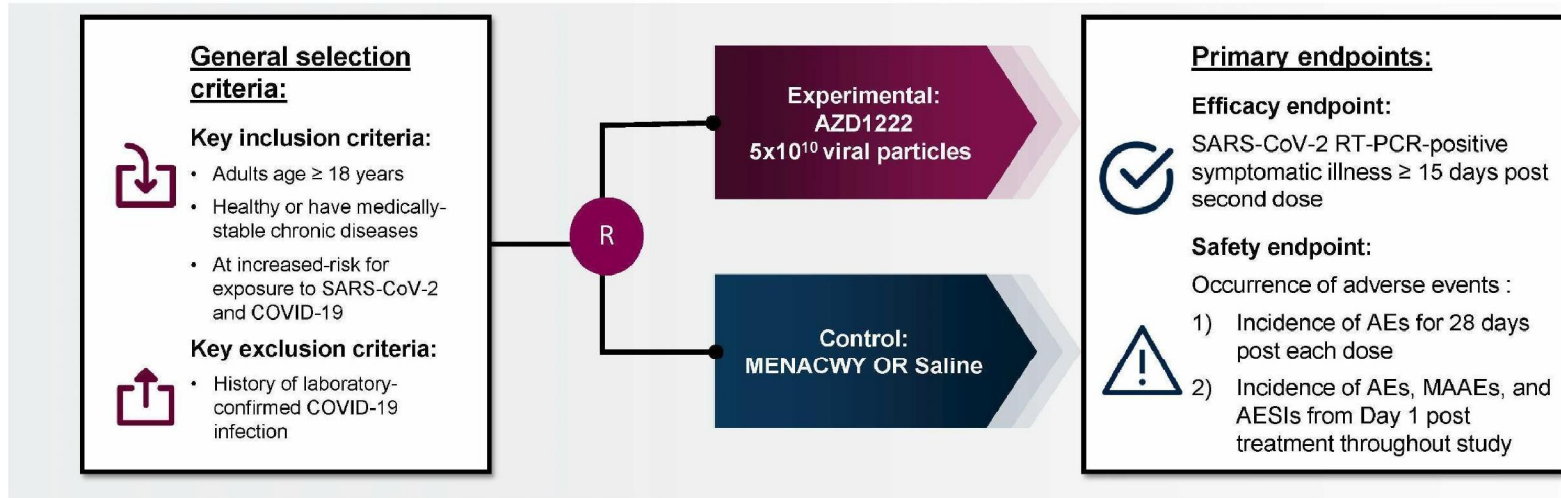 General selection
criteria:
Key inclusion criteria:
• Adults age ≥ 18 years
• Healthy or have medically-
stable chronic diseases
• At increased-risk for
exposure to SARS-CoV-2
and COVID-19
Key exclusion criteria:
• History of laboratory-
confirmed COVID-19
infection
R
Experimental:
AZD1222
5x10¹⁰ viral particles
Control:
MENACWY OR Saline
Primary endpoints:
Efficacy endpoint:
SARS-CoV-2 RT-PCR-positive
symptomatic illness ≥ 15 days post
second dose
Safety endpoint:
Occurrence of adverse events :
1) Incidence of AEs for 28 days
post each dose
2) Incidence of AEs, MAAEs, and
AESIs from Day 1 post
treatment throughout study